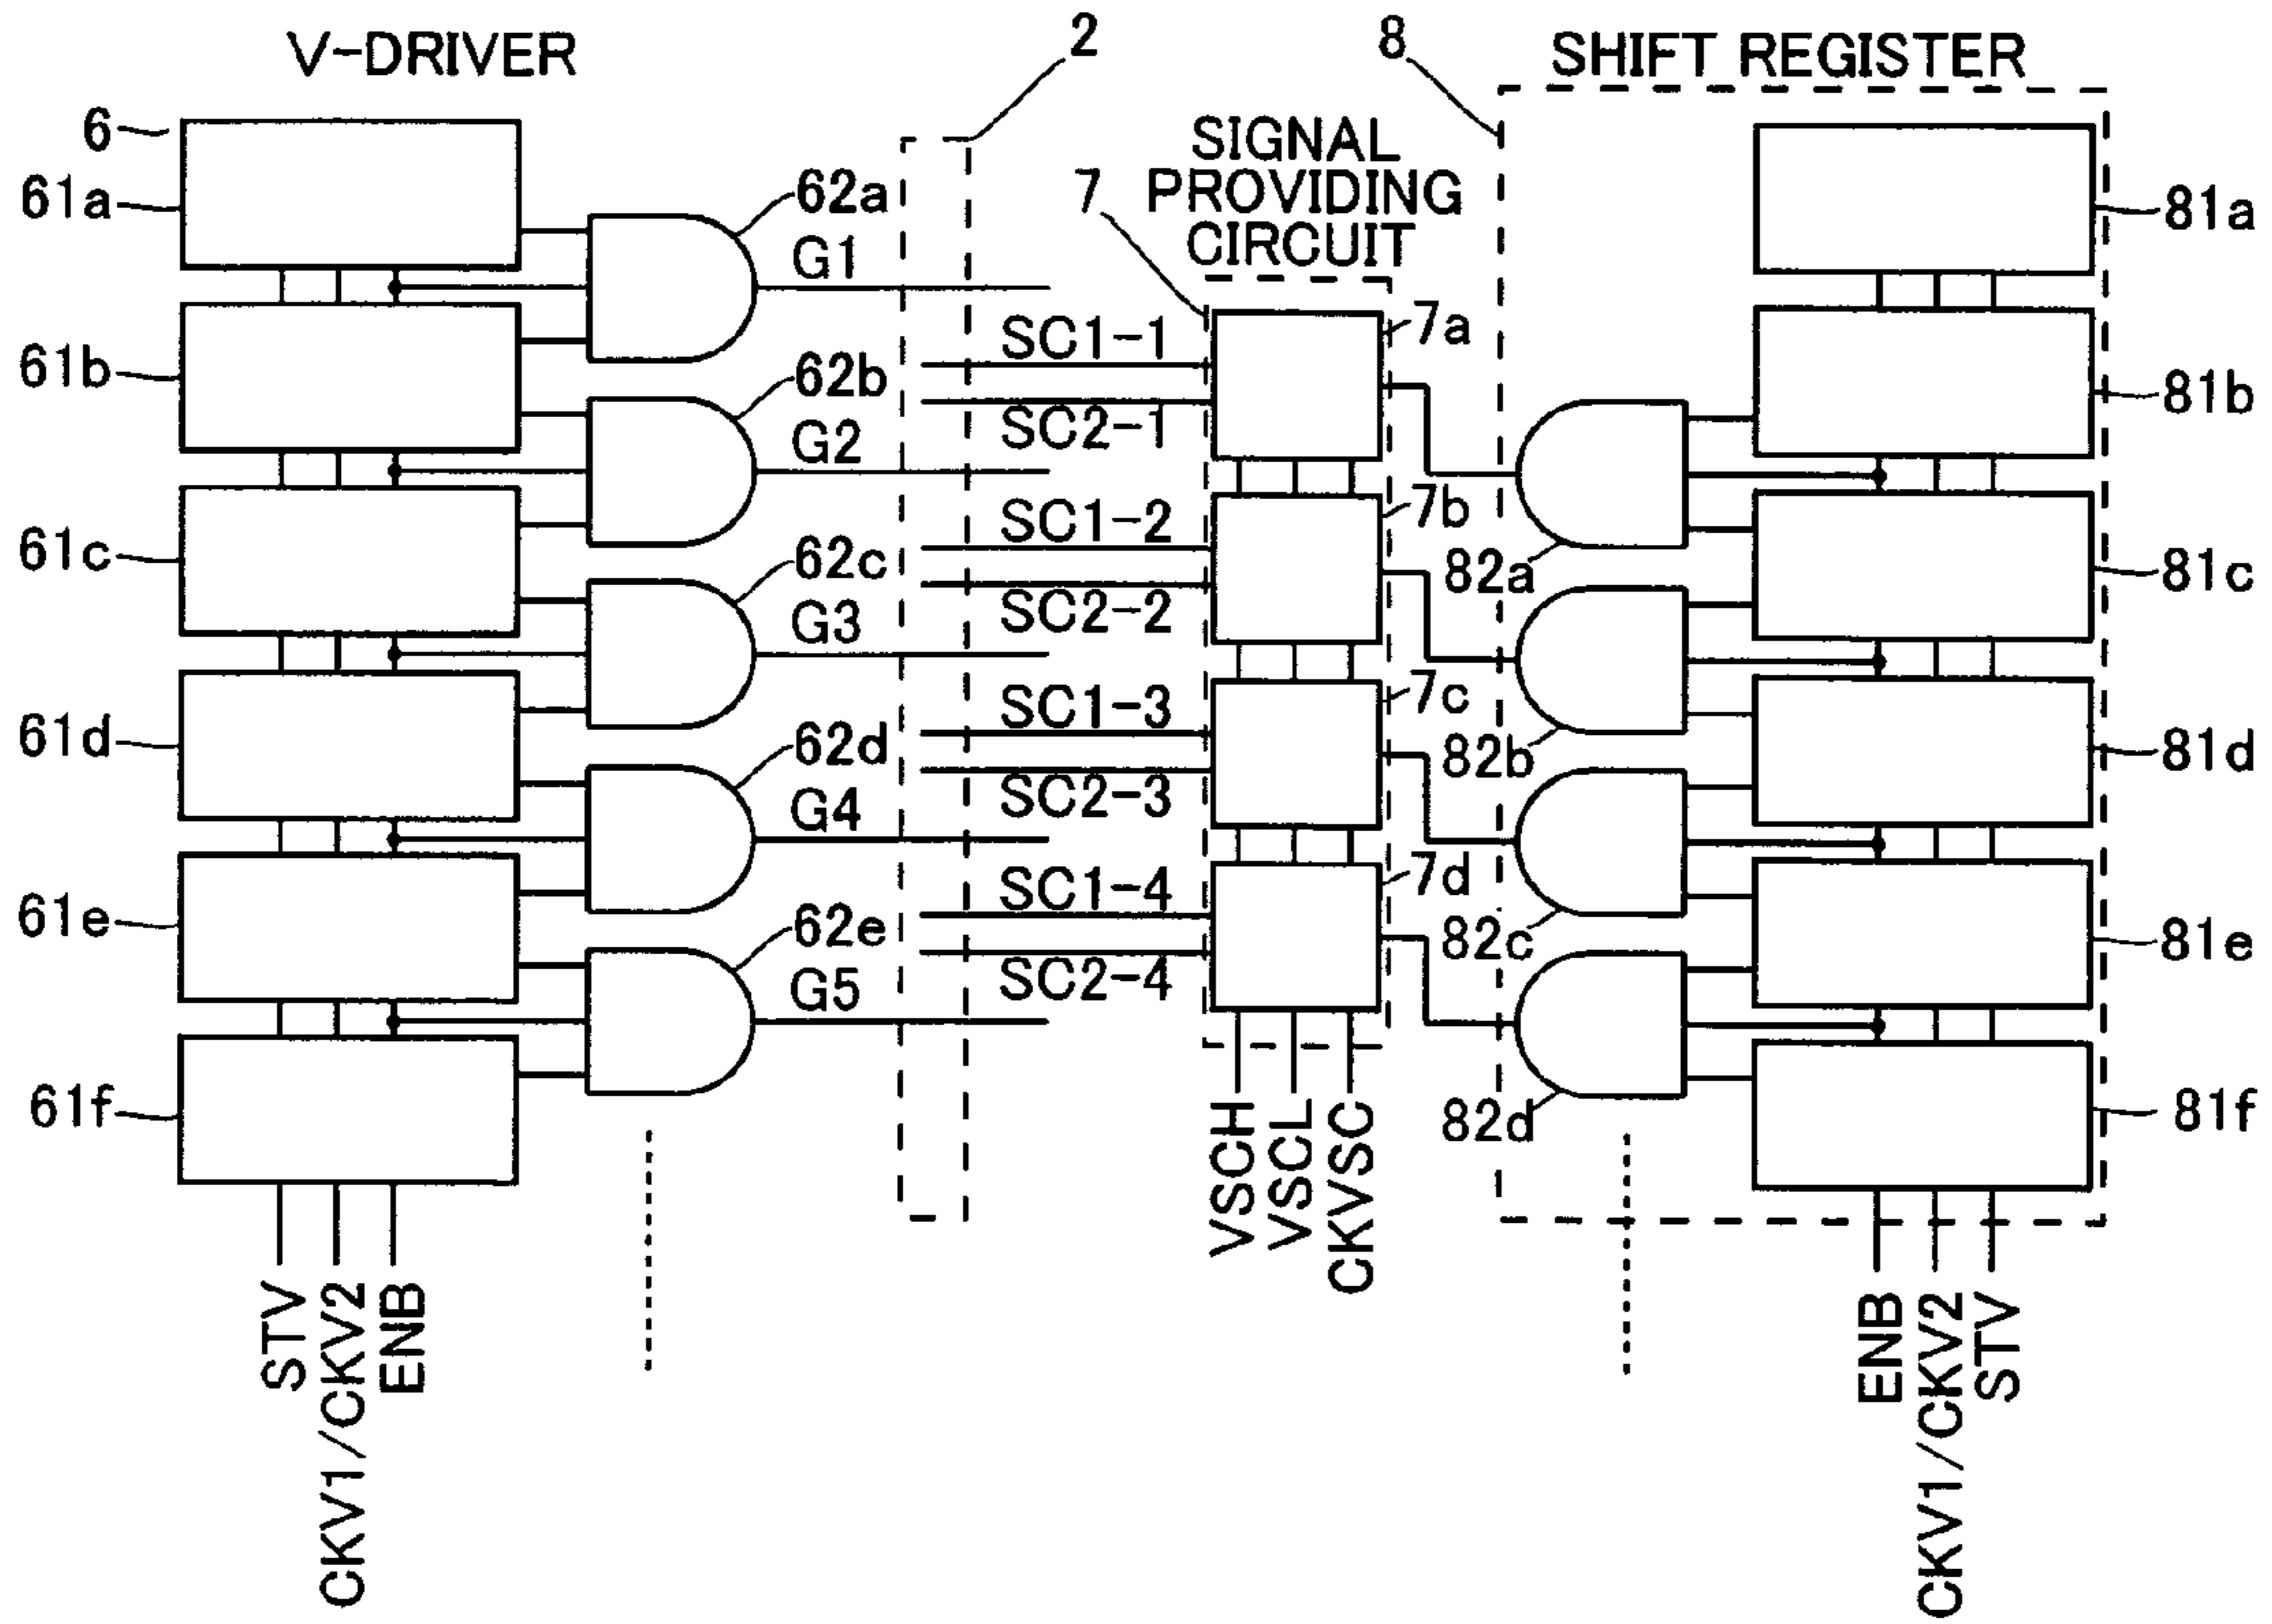 V-DRIVER
2
8
SHIFT REGISTER
6
61a
62a
G1
SIGNAL
PROVIDING
CIRCUIT
7
81a
61b
62b
G2
SC1-1
SC2-1
7a
81b
61c
62c
G3
SC1-2
SC2-2
7b
82a
81c
61d
62d
G4
SC1-3
SC2-3
7c
82b
81d
61e
62e
G5
SC1-4
SC2-4
7d
82c
81e
61f
82d
81f
STV
CKV1/CKV2
ENB
VSCH
VSCL
CKVSC
ENB
CKV1/CKV2
STV